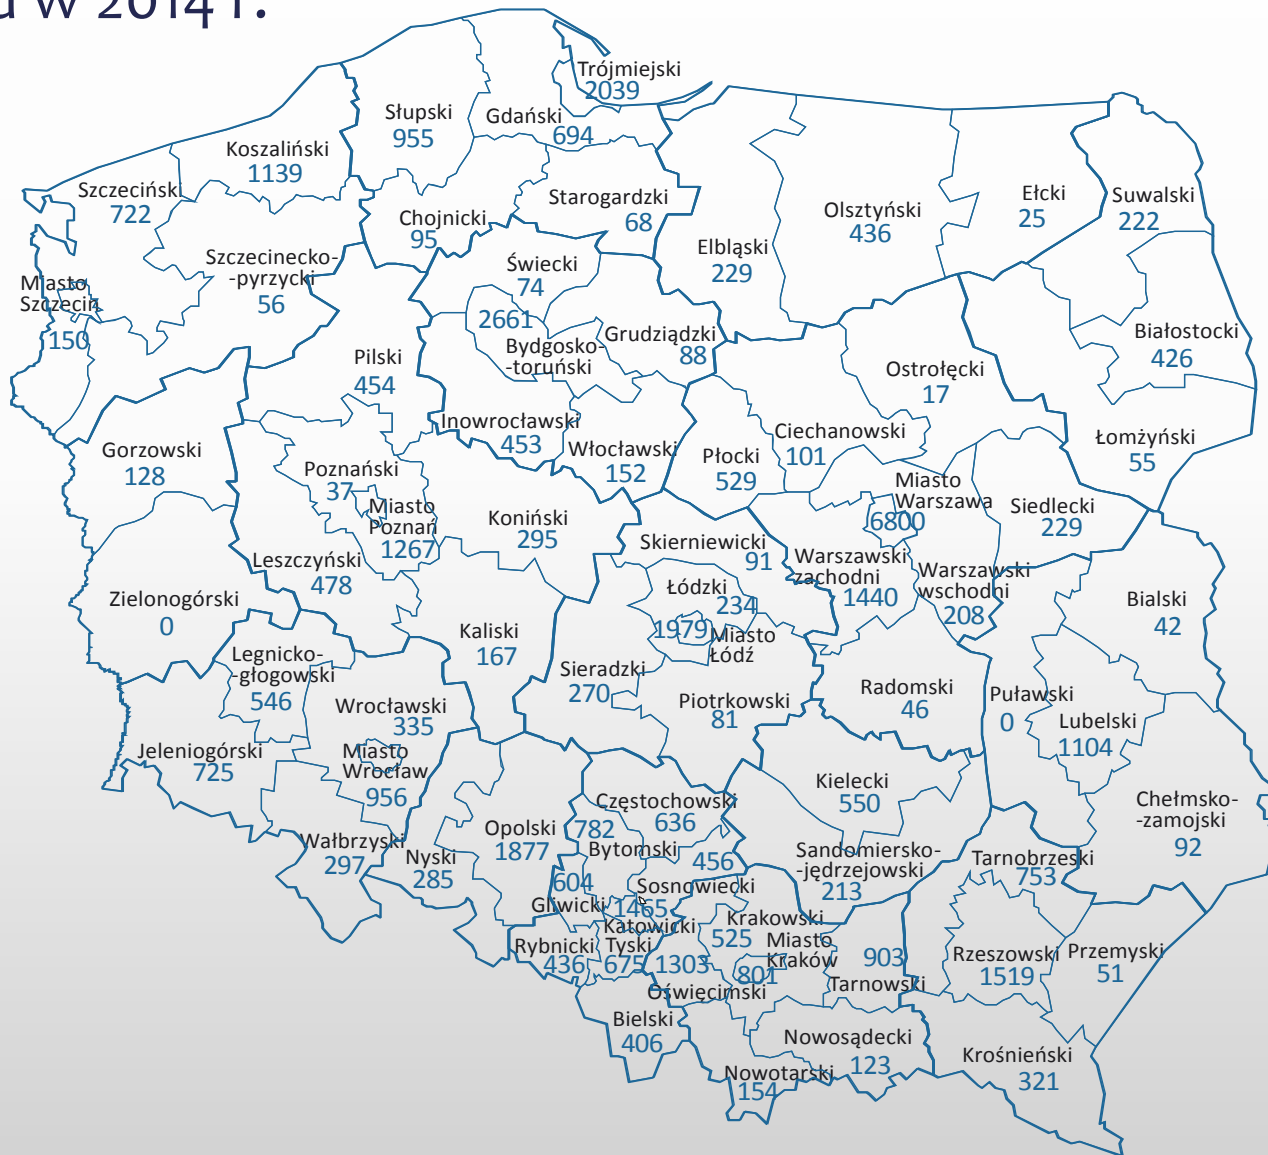 w 2014 r.
Trójmiejski
2039
Słupski
955
Gdański
694
Koszaliński
1139
Szczeciński
722
Starogardzki
68
Chojnicki
95
Ełcki
25
Suwalski
222
Olsztyński
436
Elbląski
229
Szczecinecko-
-pyrzycki
56
Miasto
Szczecin
150
Świecki
74
2661
Bydgosko-
-toruński
Grudziądzki
88
Białostocki
426
Pilski
454
Ostrołęcki
17
Inowrocławski
453
Włocławski
152
Ciechanowski
101
Płocki
529
Łomżyński
55
Gorzowski
128
Poznański
37
Miasto
Poznań
1267
Koniński
295
Miasto
Warszawa
6800
Siedlecki
229
Skierniewicki
91
Leszczyński
478
Warszawski
zachodni
1440
Warszawski
wschodni
208
Zielonogórski
0
Łódzki
234
1979
Miasto
Łódź
Bialski
42
Kaliski
167
Legnicko-
-głogowski
546
Sieradzki
270
Piotrkowski
81
Radomski
46
Puławski
0
Lubelski
1104
Wrocławski
335
Jeleniogórski
725
Miasto
Wrocław
956
Kielecki
550
Chełmsko-
-zamojski
92
Częstochowski
636
782
Bytomski
456
Opolski
1877
Wałbrzyski
297
Nyski
285
Sandomiersko-
-jędrzejowski
213
Tarnobrzeski
753
604
Gliwicki
Sosnowiecki
1465
Katowicki
Krakowski
525
Miasto
Kraków
801
903
Tarnowski
Rybnicki
436
Tyski
675
1303
Oświęcimski
Rzeszowski
1519
Przemyski
51
Bielski
406
Nowosądecki
123
Nowotarski
154
Krośnieński
321